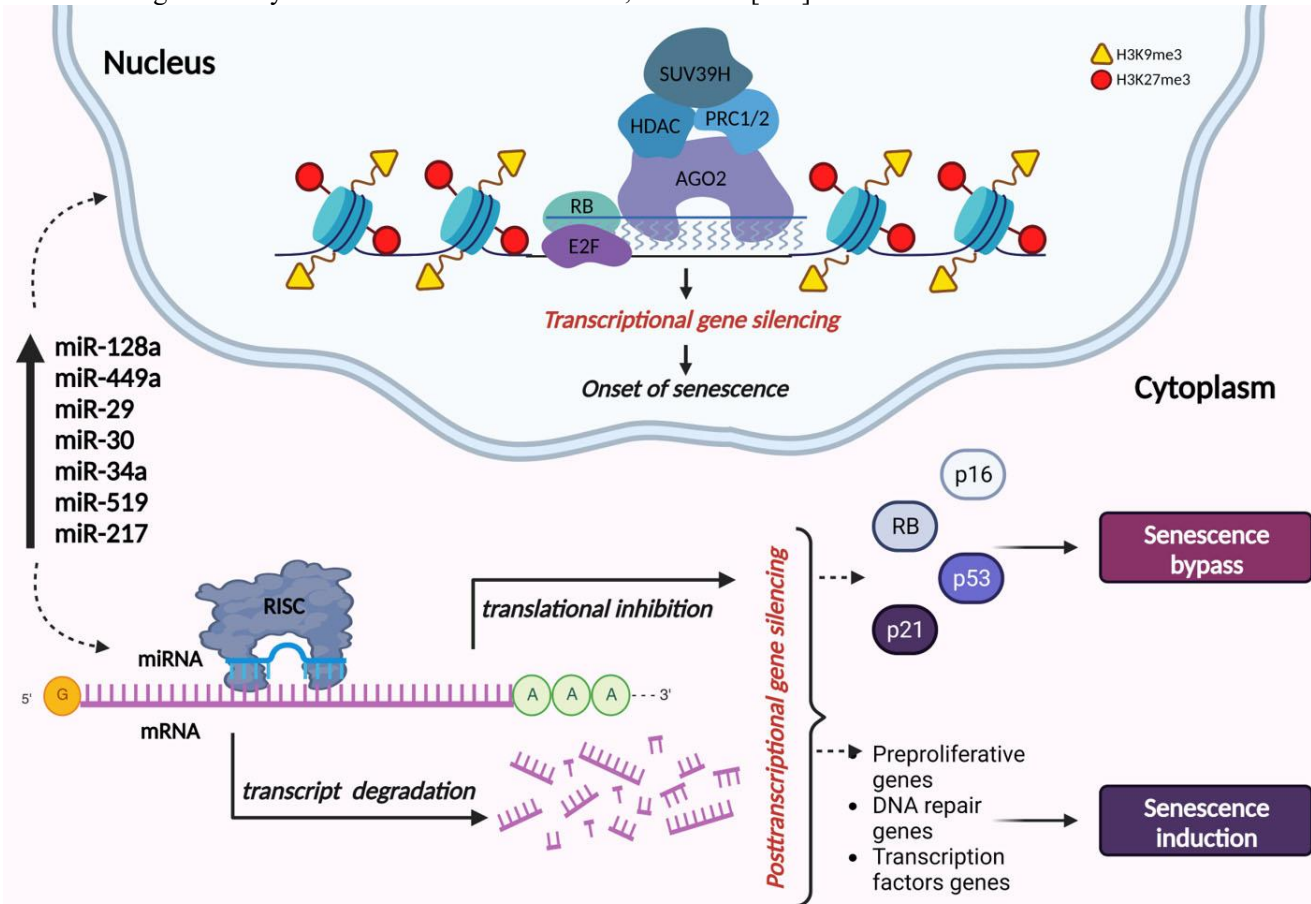 Nucleus
SUV39H
HDAC
PRC1/2
AGO2
RB
E2F
H3K9me3
H3K27me3
Transcriptional gene silencing
Onset of senescence
Cytoplasm
miR-128a
miR-449a
miR-29
miR-30
miR-34a
miR-519
miR-217
RISC
miRNA
5'
G
A
A
A
3'
mRNA
translational inhibition
transcript degradation
Posttranscriptional gene silencing
p16
RB
p53
p21
Senescence
bypass
• Preproliferative
genes
• DNA repair
genes
• Transcription
factors genes
Senescence
induction